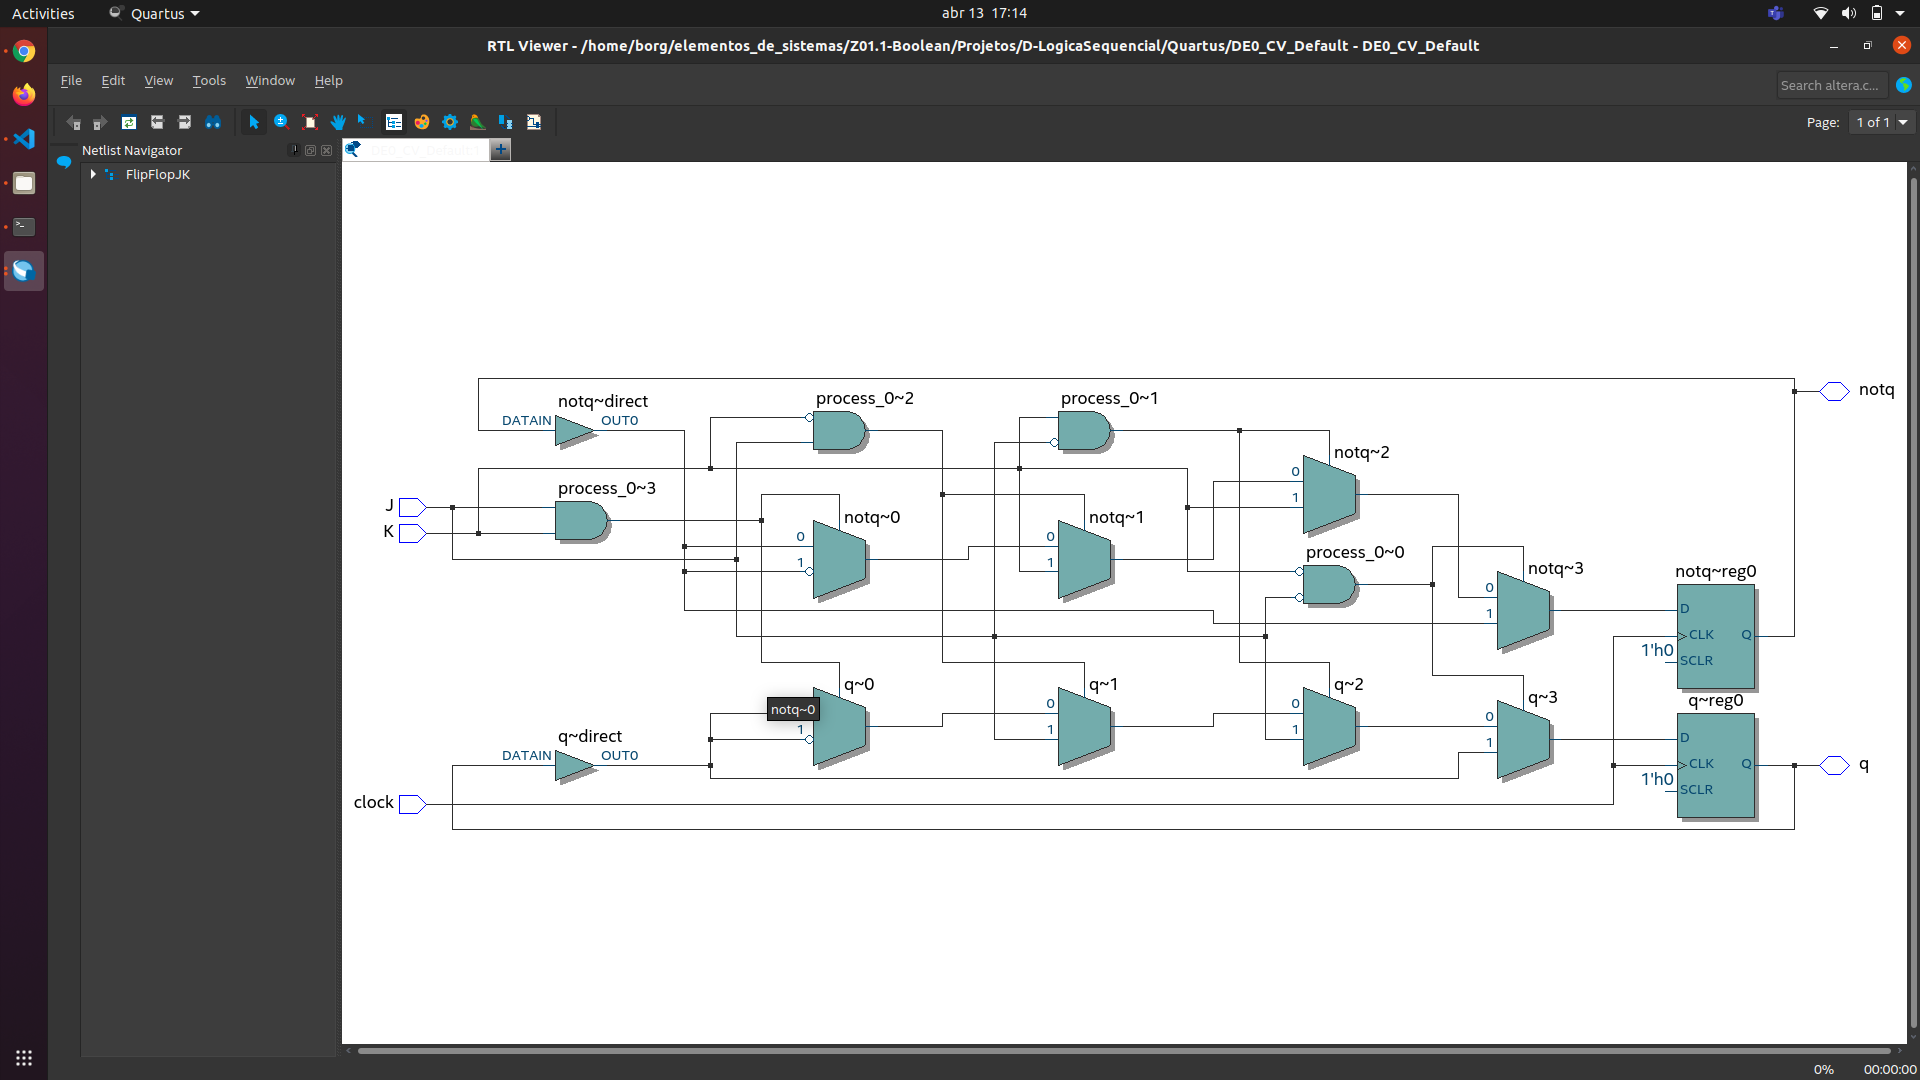 Activities Quartus abr 13 17:14
RTL Viewer - /home/borg/elementos_de_sistemas/Z01.1-Boolean/Projetos/D-LogicaSequencial/Quartus/DE0_CV_Default - DE0_CV_Default
File Edit View Tools Window Help Search altera.c...
Page: 1 of 1
Netlist Navigator
FlipFlopJK
notq
notq~direct
DATAIN OUT0
process_0~2
process_0~1
notq~2
0
1
J
K
process_0~3
notq~0
0
1
notq~1
0
1
process_0~0
notq~3
0
1
notq~reg0
D
CLK Q
1'h0
SCLR
q~0
notq~0
1
q~1
0
1
q~2
0
1
q~3
0
1
q~reg0
D
CLK Q
1'h0
SCLR
q
q~direct
DATAIN OUT0
clock
0% 00:00:00